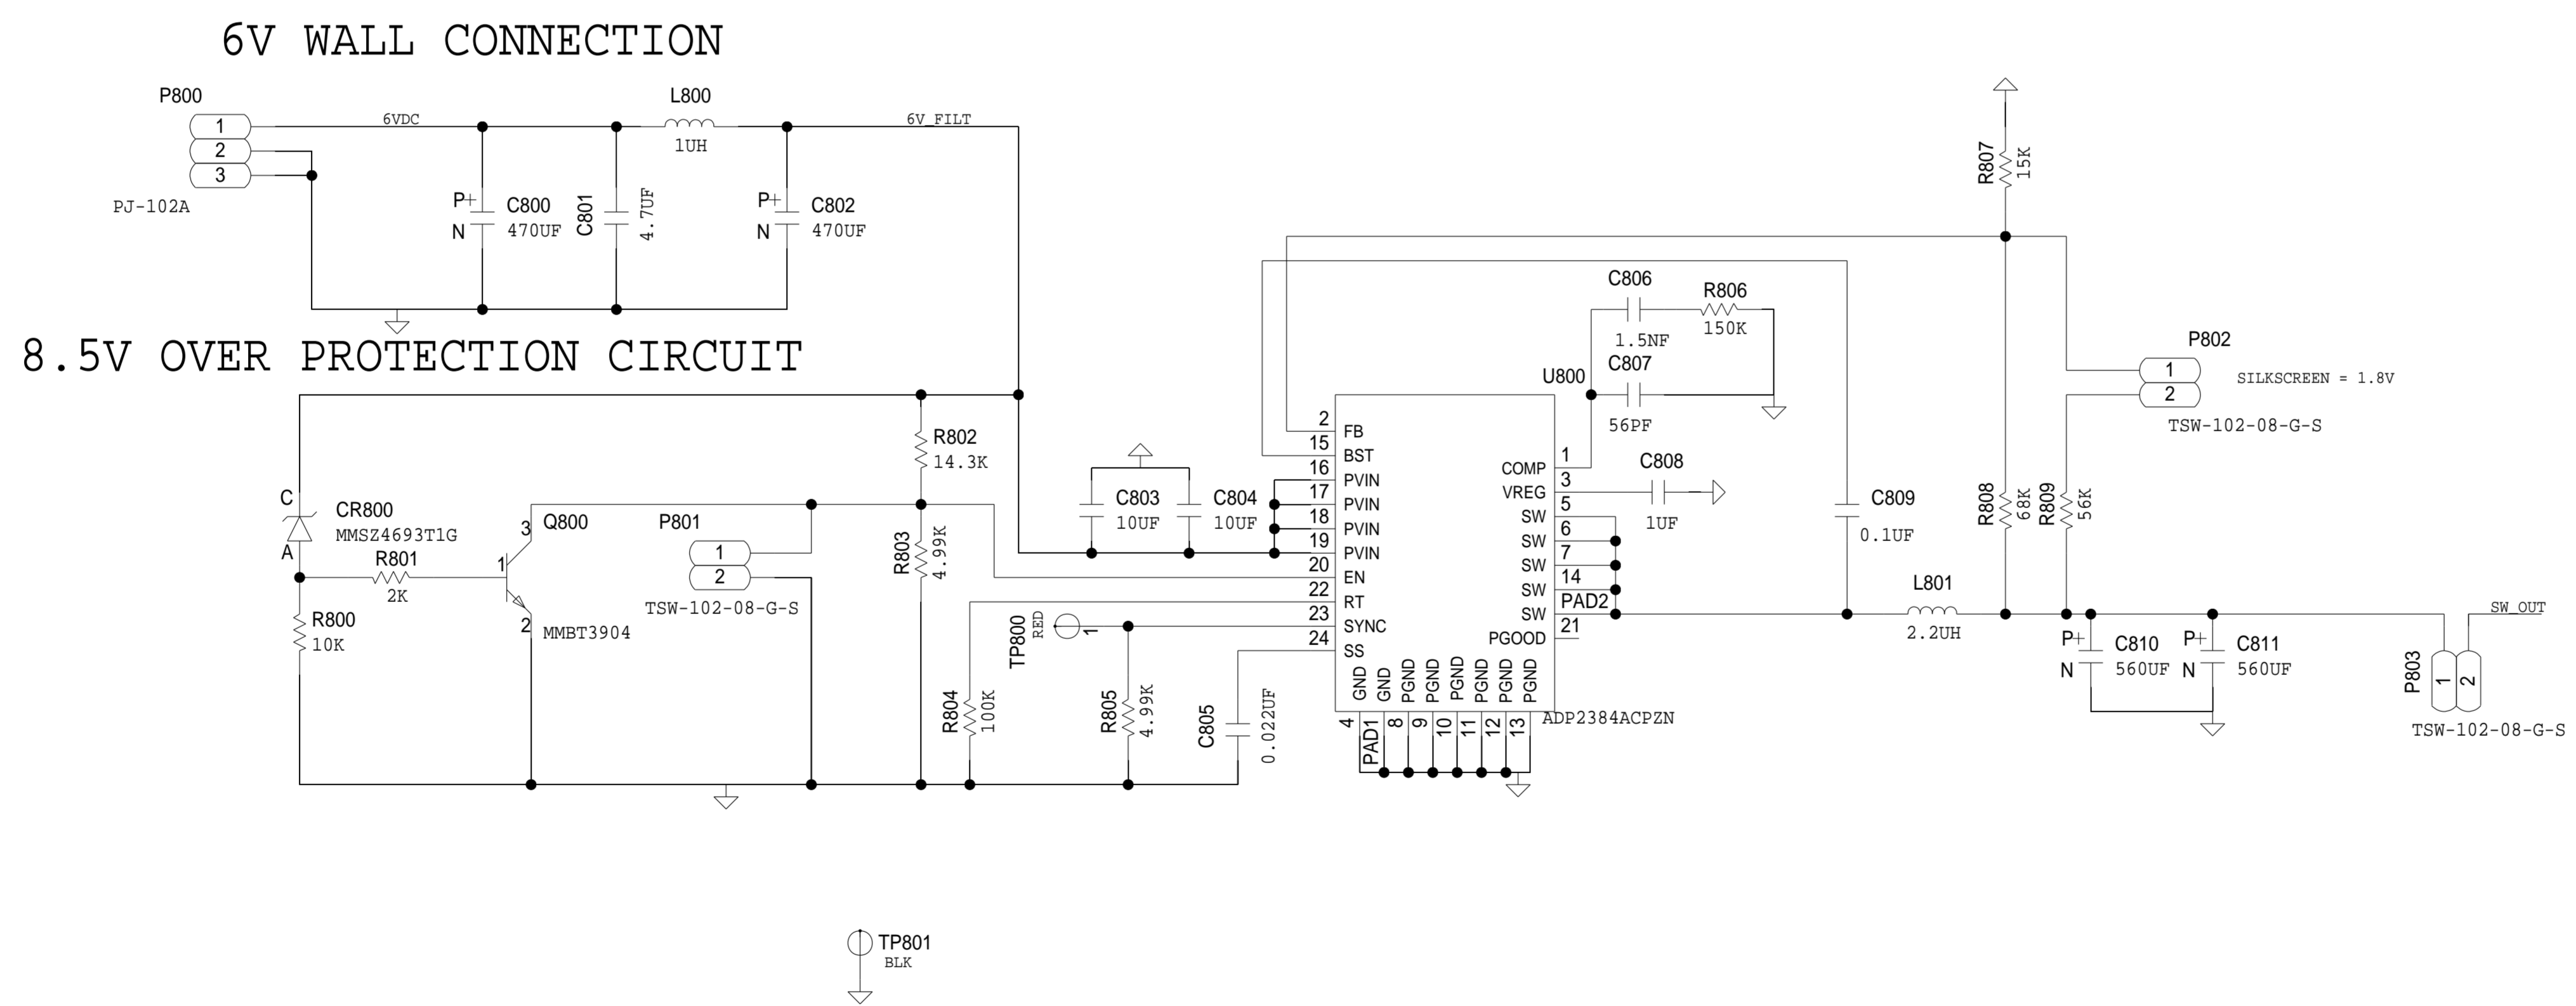 6V WALL CONNECTION
P800
1
2
3
PJ-102A
6VDC
L800
1UH
6V_FILT
P+
N
C800
470UF
C801
4.7UF
P+
N
C802
470UF
8.5V OVER PROTECTION CIRCUIT
C
A
CR800
MMSZ4693T1G
R801
2K
R800
10K
Q800
3
1
2
MMBT3904
P801
1
2
TSW-102-08-G-S
R802
14.3K
R803
4.99K
R804
100K
TP800
RED
1
R805
4.99K
C805
0.022UF
C803
10UF
C804
10UF
U800
2 FB
15 BST
16 PVIN
17 PVIN
18 PVIN
19 PVIN
20 EN
22 RT
23 SYNC
24 SS
COMP 1
VREG 3
SW 5
SW 6
SW 7
SW 14
SW PAD2
PGOOD 21
GND GND PGND PGND PGND PGND PGND PGND
4 PAD1 8 9 10 11 12 13
ADP2384ACPZN
C806
1.5NF
R806
150K
C807
56PF
C808
1UF
C809
0.1UF
L801
2.2UH
R807
15K
R808
68K
R809
56K
P802
1
2
SILKSCREEN = 1.8V
TSW-102-08-G-S
P+
N
C810
560UF
P+
N
C811
560UF
SW_OUT
P803
1
2
TSW-102-08-G-S
TP801
BLK